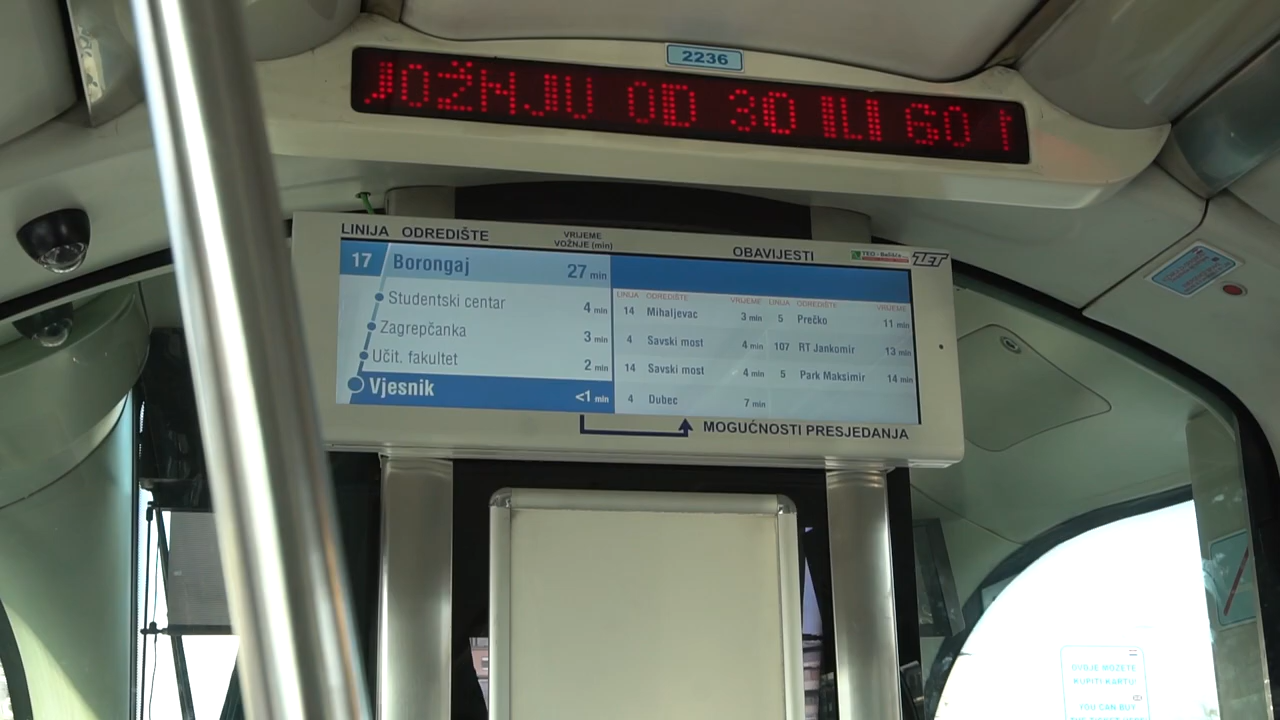 2236
VOŽNJU OD 30 ILI 60
LINIJA ODREDIŠTE VRIJEME VOŽNJE (min) OBAVIJESTI ZET
17 Borongaj 27 min
Studentski centar 4 min
Zagrepčanka 3 min
Učit. fakultet 2 min
Vjesnik <1 min
LINIJA ODREDIŠTE VRIJEME LINIJA ODREDIŠTE VRIJEME
14 Mihaljevac 3 min 5 Prečko 11 min
4 Savski most 4 min 107 RT Jankomir 13 min
14 Savski most 4 min 5 Park Maksimir 14 min
4 Dubec 7 min
MOGUĆNOSTI PRESJEDANJA
OVDJE MOŽETE
KUPITI KARTU!
YOU CAN BUY